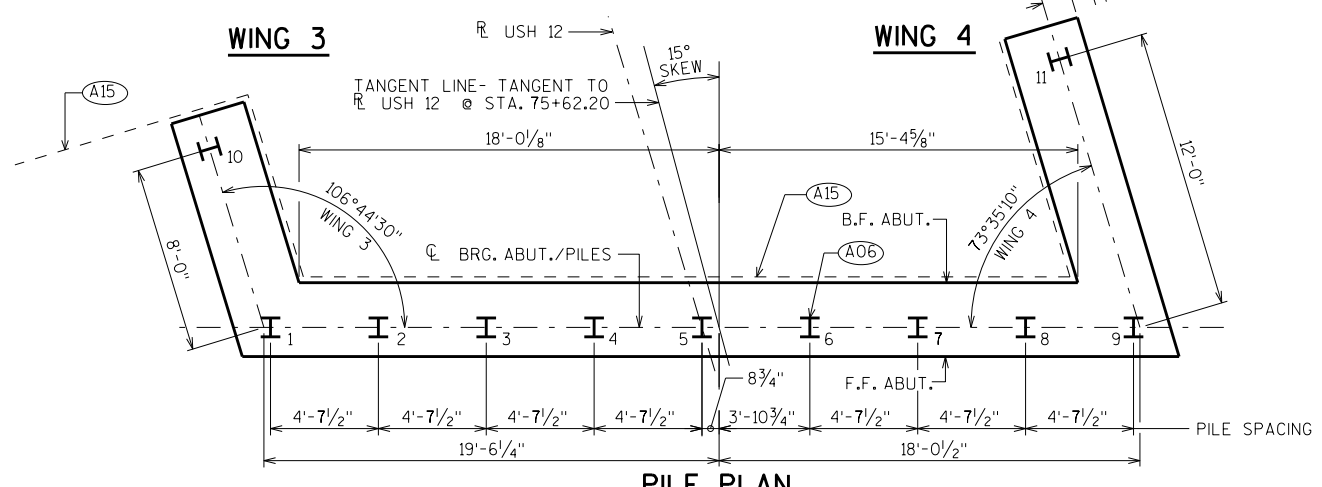 WING 3
WING 4
℞ USH 12
15°
SKEW
TANGENT LINE- TANGENT TO
℞ USH 12 @ STA. 75+62.20
A15
18'-0⅛"
15'-4⅝"
11
10
12'-0"
8'-0"
106°44'30"
WING 3
73°35'10"
WING 4
A15
B.F. ABUT.
℄ BRG. ABUT./PILES
A06
1
2
3
4
5
6
7
8
9
8¾"
F.F. ABUT.
4'-7½"
4'-7½"
4'-7½"
4'-7½"
3'-10¾"
4'-7½"
4'-7½"
4'-7½"
PILE SPACING
19'-6¼"
18'-0½"
PILE PLAN